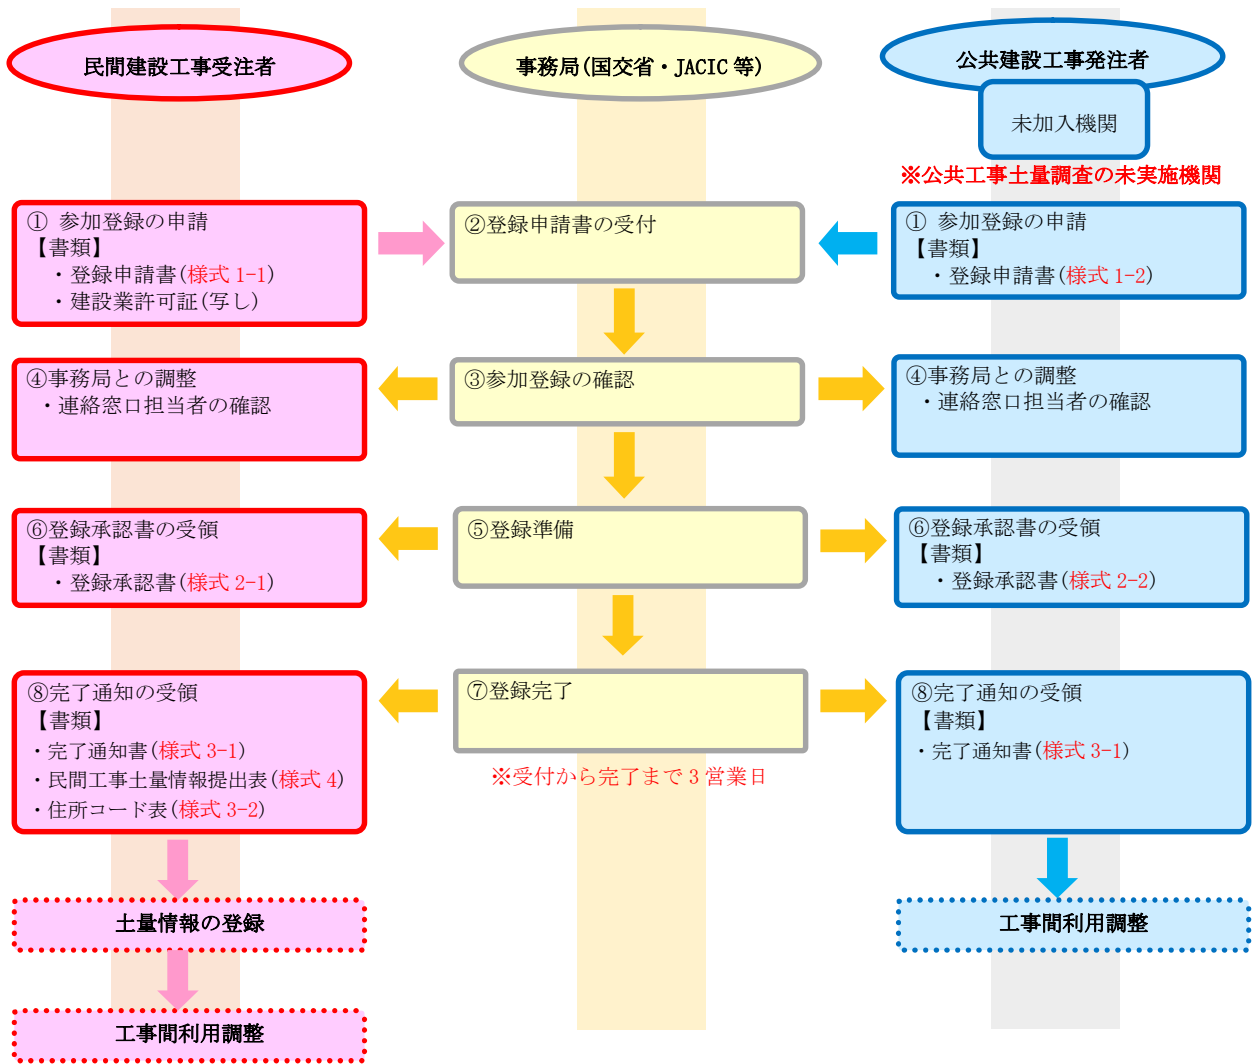 民間建設工事受注者
事務局(国交省・JACIC 等)
公共建設工事発注者
未加入機関
※公共工事土量調査の未実施機関
① 参加登録の申請
【書類】
・登録申請書(様式 1-1)
・建設業許可証(写し)
②登録申請書の受付
① 参加登録の申請
【書類】
・登録申請書(様式 1-2)
④事務局との調整
・連絡窓口担当者の確認
③参加登録の確認
④事務局との調整
・連絡窓口担当者の確認
⑥登録承認書の受領
【書類】
・登録承認書(様式 2-1)
⑤登録準備
⑥登録承認書の受領
【書類】
・登録承認書(様式 2-2)
⑧完了通知の受領
【書類】
・完了通知書(様式 3-1)
・民間工事土量情報提出表(様式 4)
・住所コード表(様式 3-2)
⑦登録完了
※受付から完了まで 3 営業日
⑧完了通知の受領
【書類】
・完了通知書(様式 3-1)
土量情報の登録
工事間利用調整
工事間利用調整